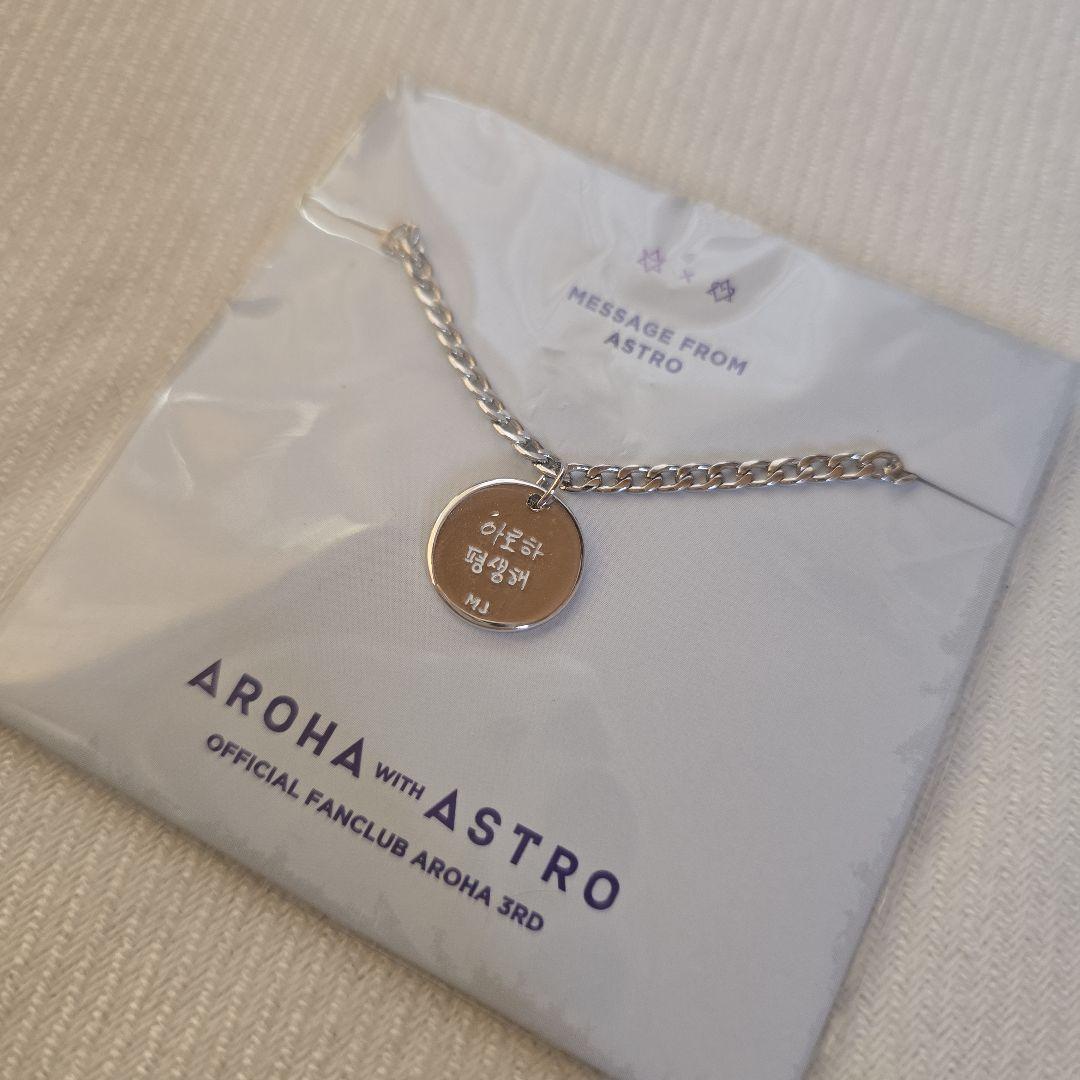 ×
MESSAGE FROM
ASTRO
아로하
평생해
MJ
AROHA WITH ASTRO
OFFICIAL FANCLUB AROHA 3RD